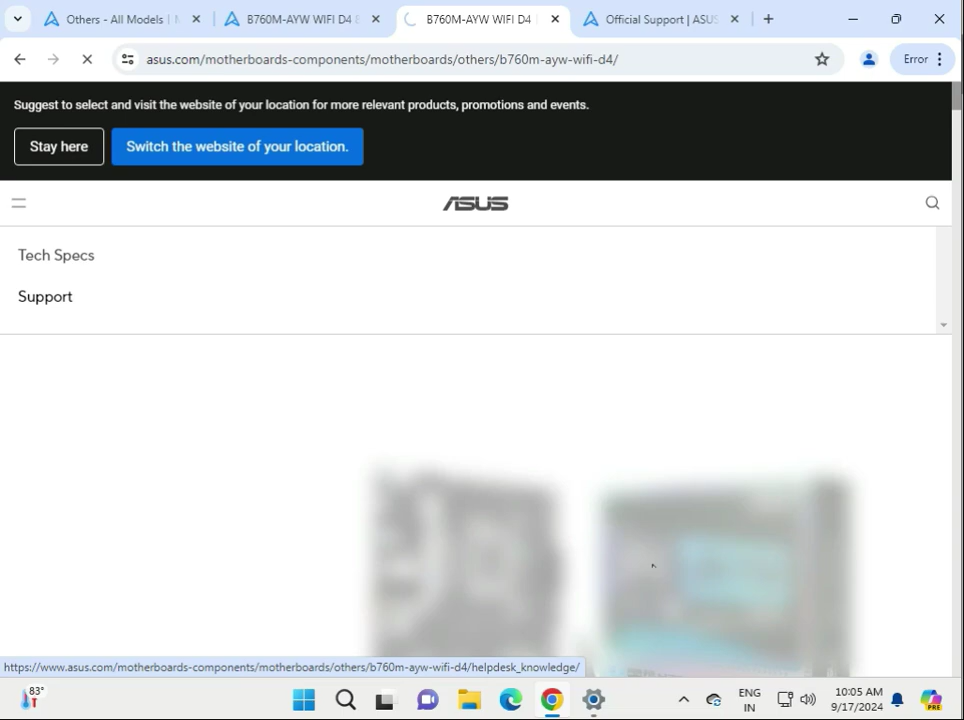 Others - All Models |
B760M-AYW WIFI D4
B760M-AYW WIFI D4
Official Support | ASUS
asus.com/motherboards-components/motherboards/others/b760m-ayw-wifi-d4/
Error
Suggest to select and visit the website of your location for more relevant products, promotions and events.
Stay here
Switch the website of your location.
ASUS
Tech Specs
Support
https://www.asus.com/motherboards-components/motherboards/others/b760m-ayw-wifi-d4/helpdesk_knowledge/
83°
ENG
IN
10:05 AM
9/17/2024
PRE